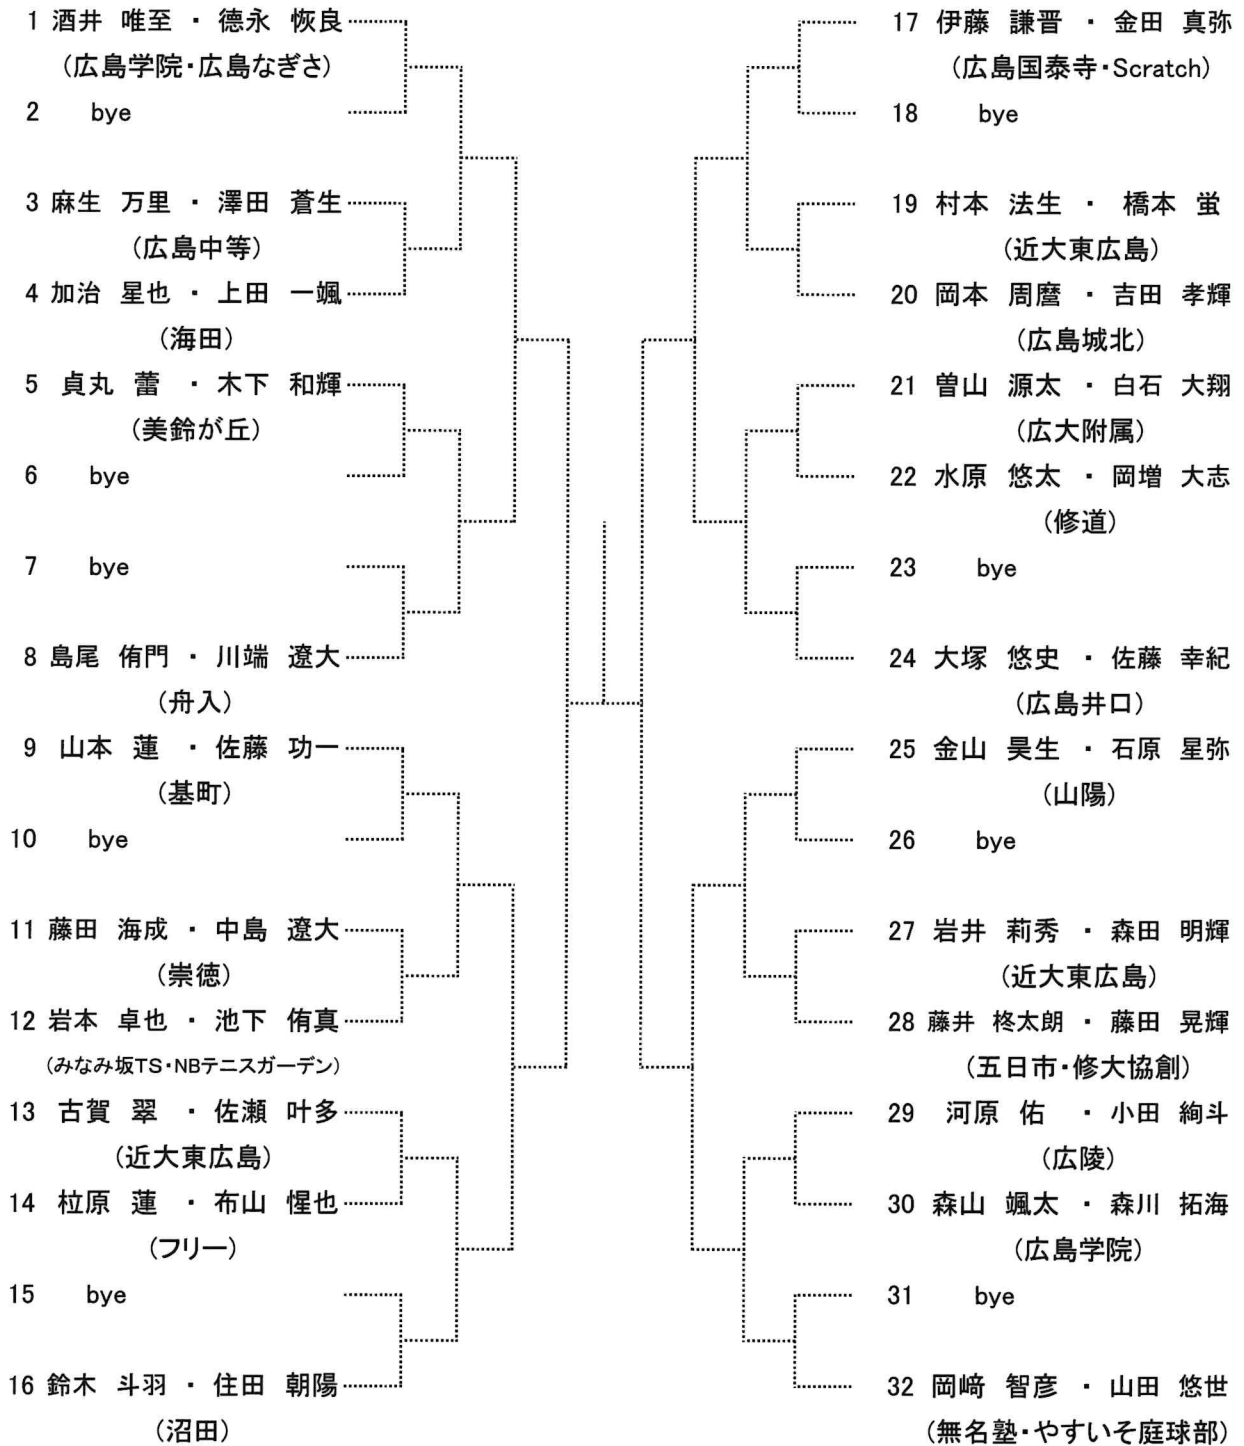 1 酒井 唯至 ・ 德永 恢良
(広島学院・広島なぎさ)
2 bye
3 麻生 万里 ・ 澤田 蒼生
(広島中等)
4 加治 星也 ・ 上田 一颯
(海田)
5 貞丸 蕾 ・ 木下 和輝
(美鈴が丘)
6 bye
7 bye
8 島尾 侑門 ・ 川端 遼大
(舟入)
9 山本 蓮 ・ 佐藤 功一
(基町)
10 bye
11 藤田 海成 ・ 中島 遼大
(崇徳)
12 岩本 卓也 ・ 池下 侑真
(みなみ坂TS・NBテニスガーデン)
13 古賀 翠 ・ 佐瀬 叶多
(近大東広島)
14 柆原 蓮 ・ 布山 惺也
(フリー)
15 bye
16 鈴木 斗羽 ・ 住田 朝陽
(沼田)
17 伊藤 謙晋 ・ 金田 真弥
(広島国泰寺・Scratch)
18 bye
19 村本 法生 ・ 橋本 蛍
(近大東広島)
20 岡本 周麿 ・ 吉田 孝輝
(広島城北)
21 曽山 源太 ・ 白石 大翔
(広大附属)
22 水原 悠太 ・ 岡増 大志
(修道)
23 bye
24 大塚 悠史 ・ 佐藤 幸紀
(広島井口)
25 金山 昊生 ・ 石原 星弥
(山陽)
26 bye
27 岩井 莉秀 ・ 森田 明輝
(近大東広島)
28 藤井 柊太朗 ・ 藤田 晃輝
(五日市・修大協創)
29 河原 佑 ・ 小田 絢斗
(広陵)
30 森山 颯太 ・ 森川 拓海
(広島学院)
31 bye
32 岡﨑 智彦 ・ 山田 悠世
(無名塾・やすいそ庭球部)